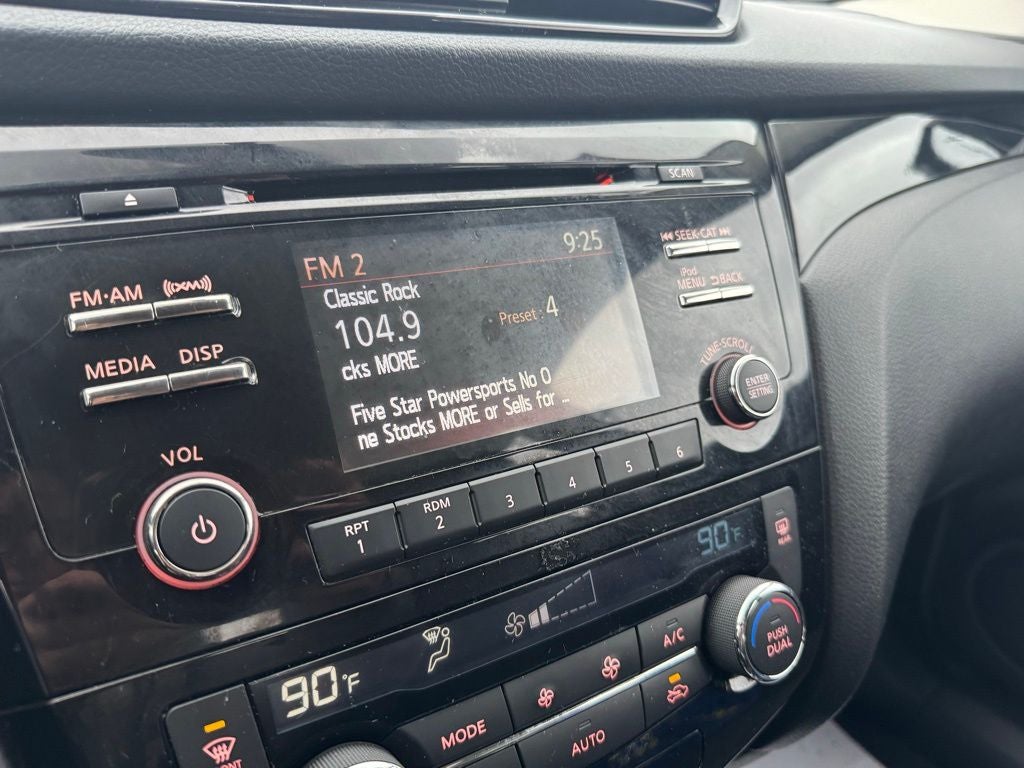 SCAN
FM 2 9:25
SEEK·CAT
Classic Rock
iPod
MENU BACK
FM·AM ((XM))
104.9 Preset : 4
cks MORE
MEDIA DISP
TUNE·SCROLL
ENTER
SETTING
Five Star Powersports No O
ne Stocks MORE or Sells for …
VOL
RPT
1
RDM
2
3
4
5
6
90°F
REAR
90°F
A/C
PUSH
DUAL
MODE
AUTO